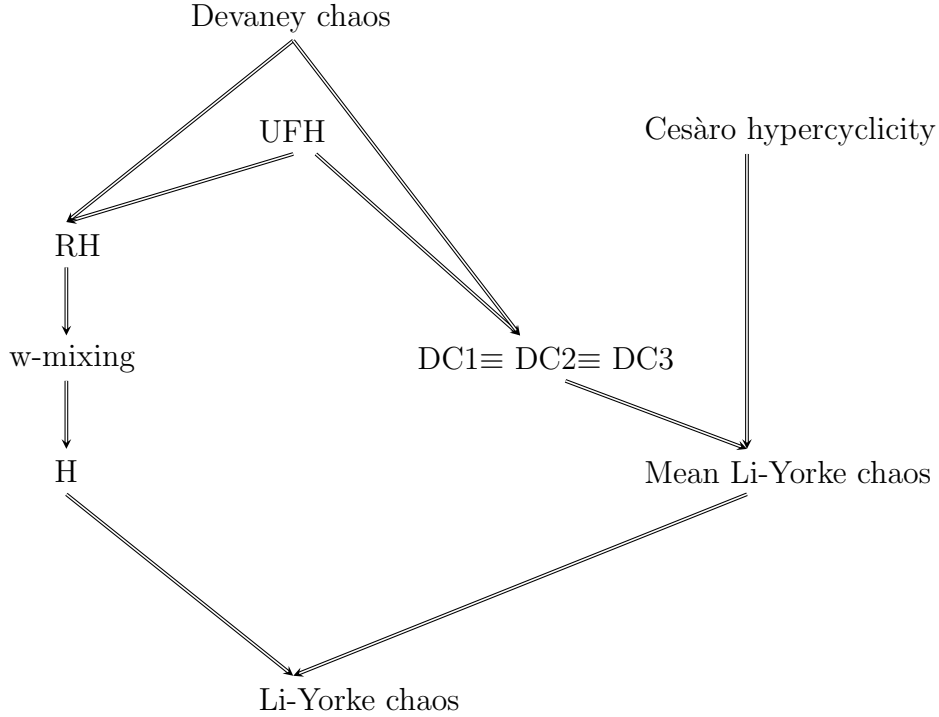 Devaney chaos
UFH
Cesàro hypercyclicity
RH
w-mixing
DC1≡ DC2≡ DC3
H
Mean Li-Yorke chaos
Li-Yorke chaos